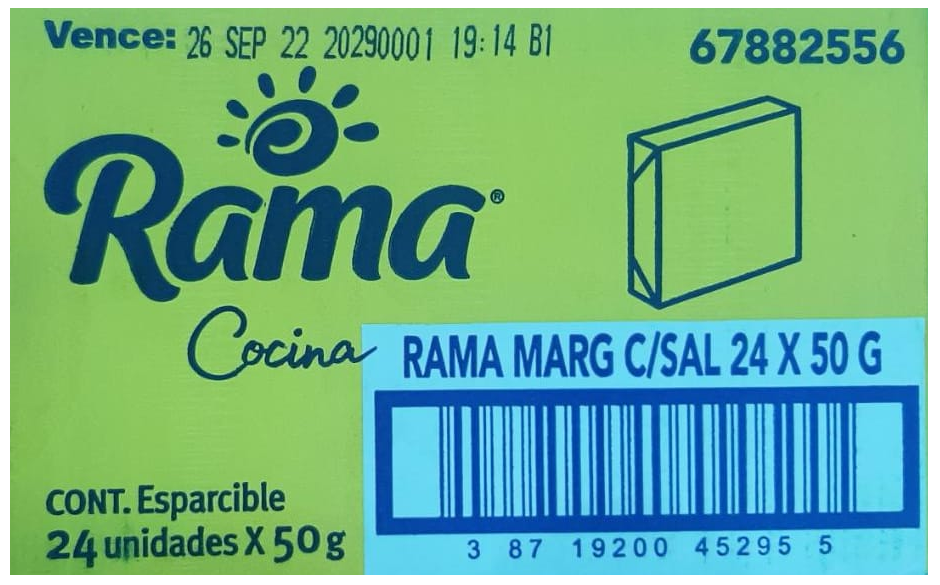 Vence: 26 SEP 22 20290001 19:14 B1
67882556
Rama®
Cocina
RAMA MARG C/SAL 24 X 50 G
CONT. Esparcible
24 unidades X 50 g
3 87 19200 45295 5